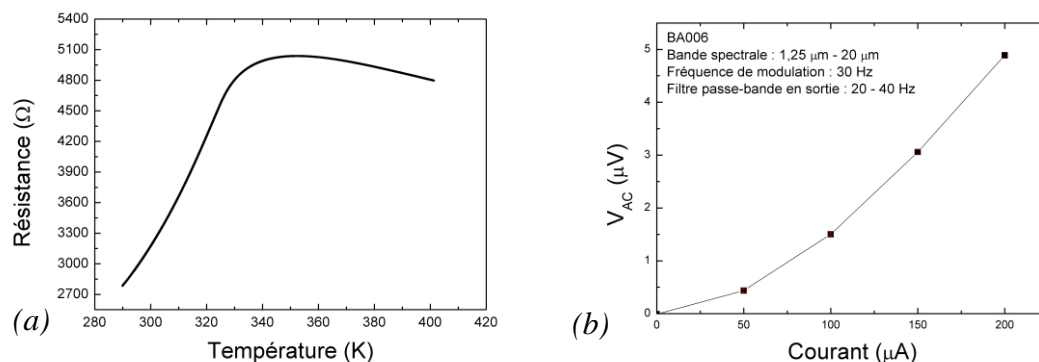 5400
5100
4800
4500
4200
3900
3600
3300
3000
2700
Résistance (Ω)
280 300 320 340 360 380 400 420
Température (K)
(a)
BA006
Bande spectrale : 1,25 μm - 20 μm
Fréquence de modulation : 30 Hz
Filtre passe-bande en sortie : 20 - 40 Hz
5
4
3
2
1
0
V_AC (μV)
0 50 100 150 200
Courant (μA)
(b)